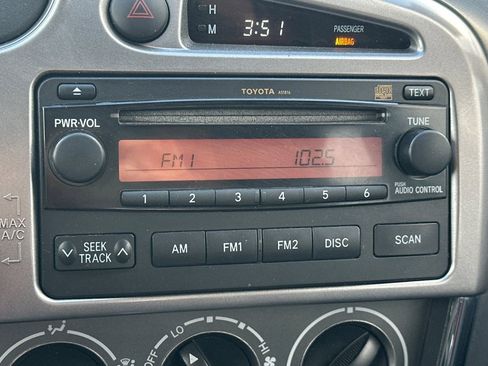 H
M
3:51
PASSENGER
AIRBAG
TOYOTA A51816
TEXT
PWR·VOL
TUNE
FM1 102.5
1 2 3 4 5 6
PUSH
AUDIO CONTROL
SEEK
TRACK
AM FM1 FM2 DISC SCAN
MAX
A/C
OFF LO HI